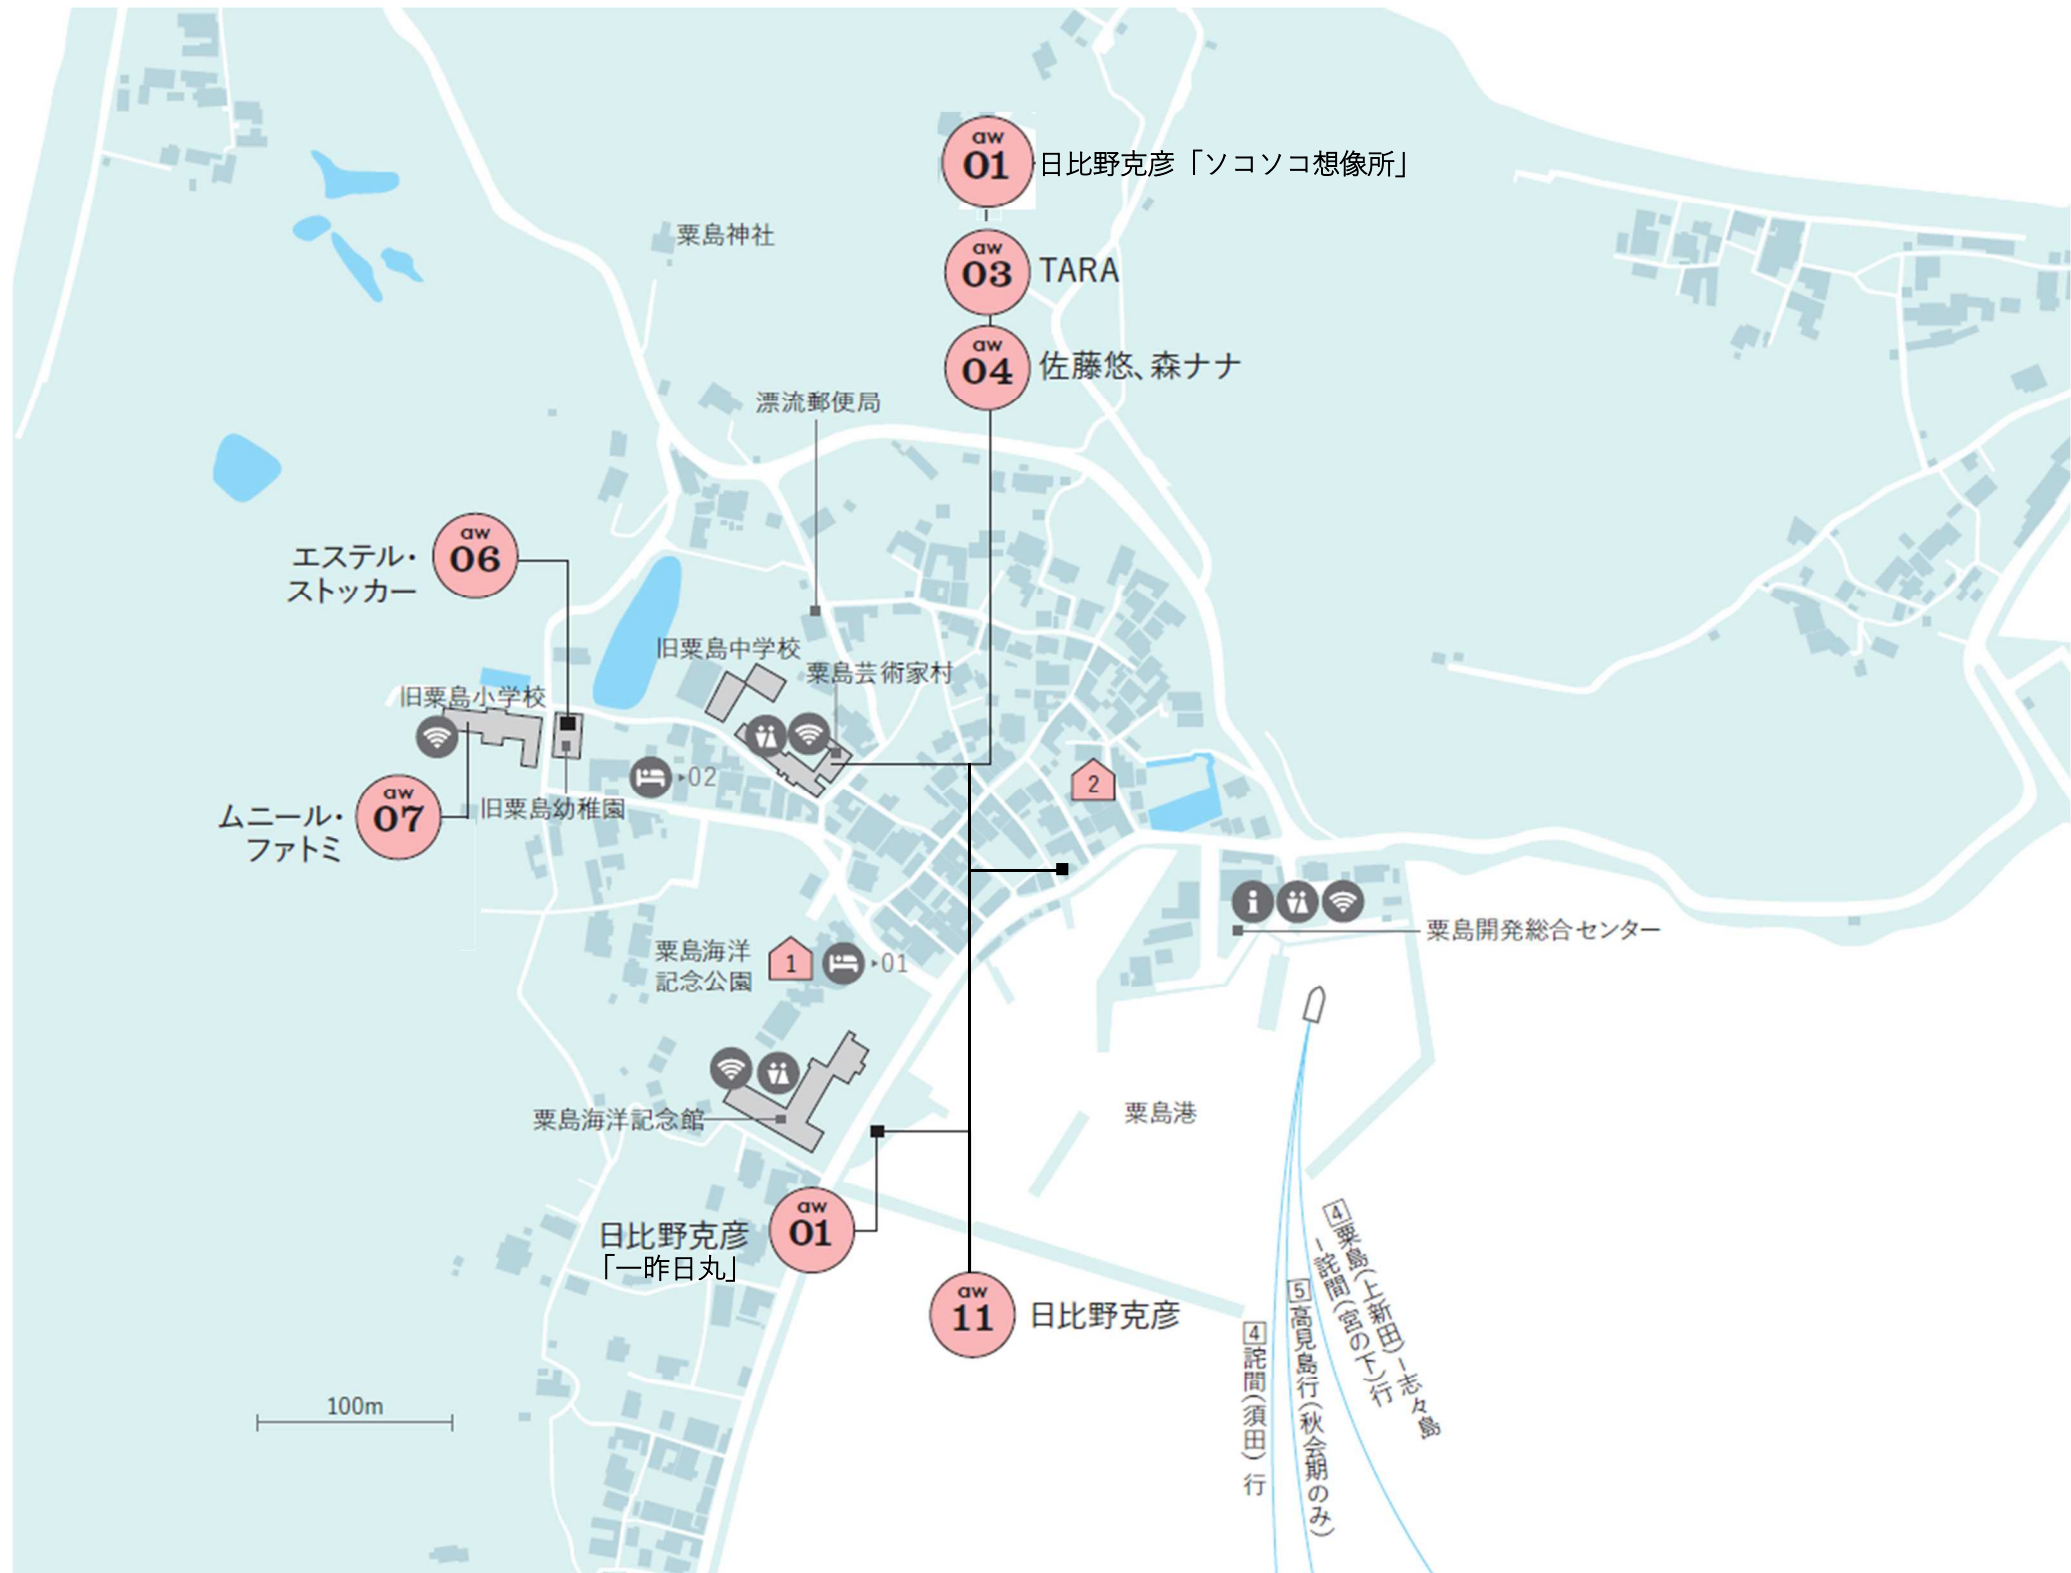 aw
01
日比野克彦「ソコソコ想像所」
aw
03
TARA
aw
04
佐藤悠、森ナナ
粟島神社
漂流郵便局
aw
06
エステル・
ストッカー
旧粟島中学校
粟島芸術家村
旧粟島小学校
02
2
aw
07
ムニール・
ファトミ
旧粟島幼稚園
粟島海洋
記念公園
1
01
粟島開発総合センター
粟島海洋記念館
粟島港
aw
01
日比野克彦
「一昨日丸」
aw
11
日比野克彦
4 粟島(上新田)ー志々島
ー詫間(宮の下)行
5 高見島行(秋会期のみ)
4 詫間(須田)行
100m